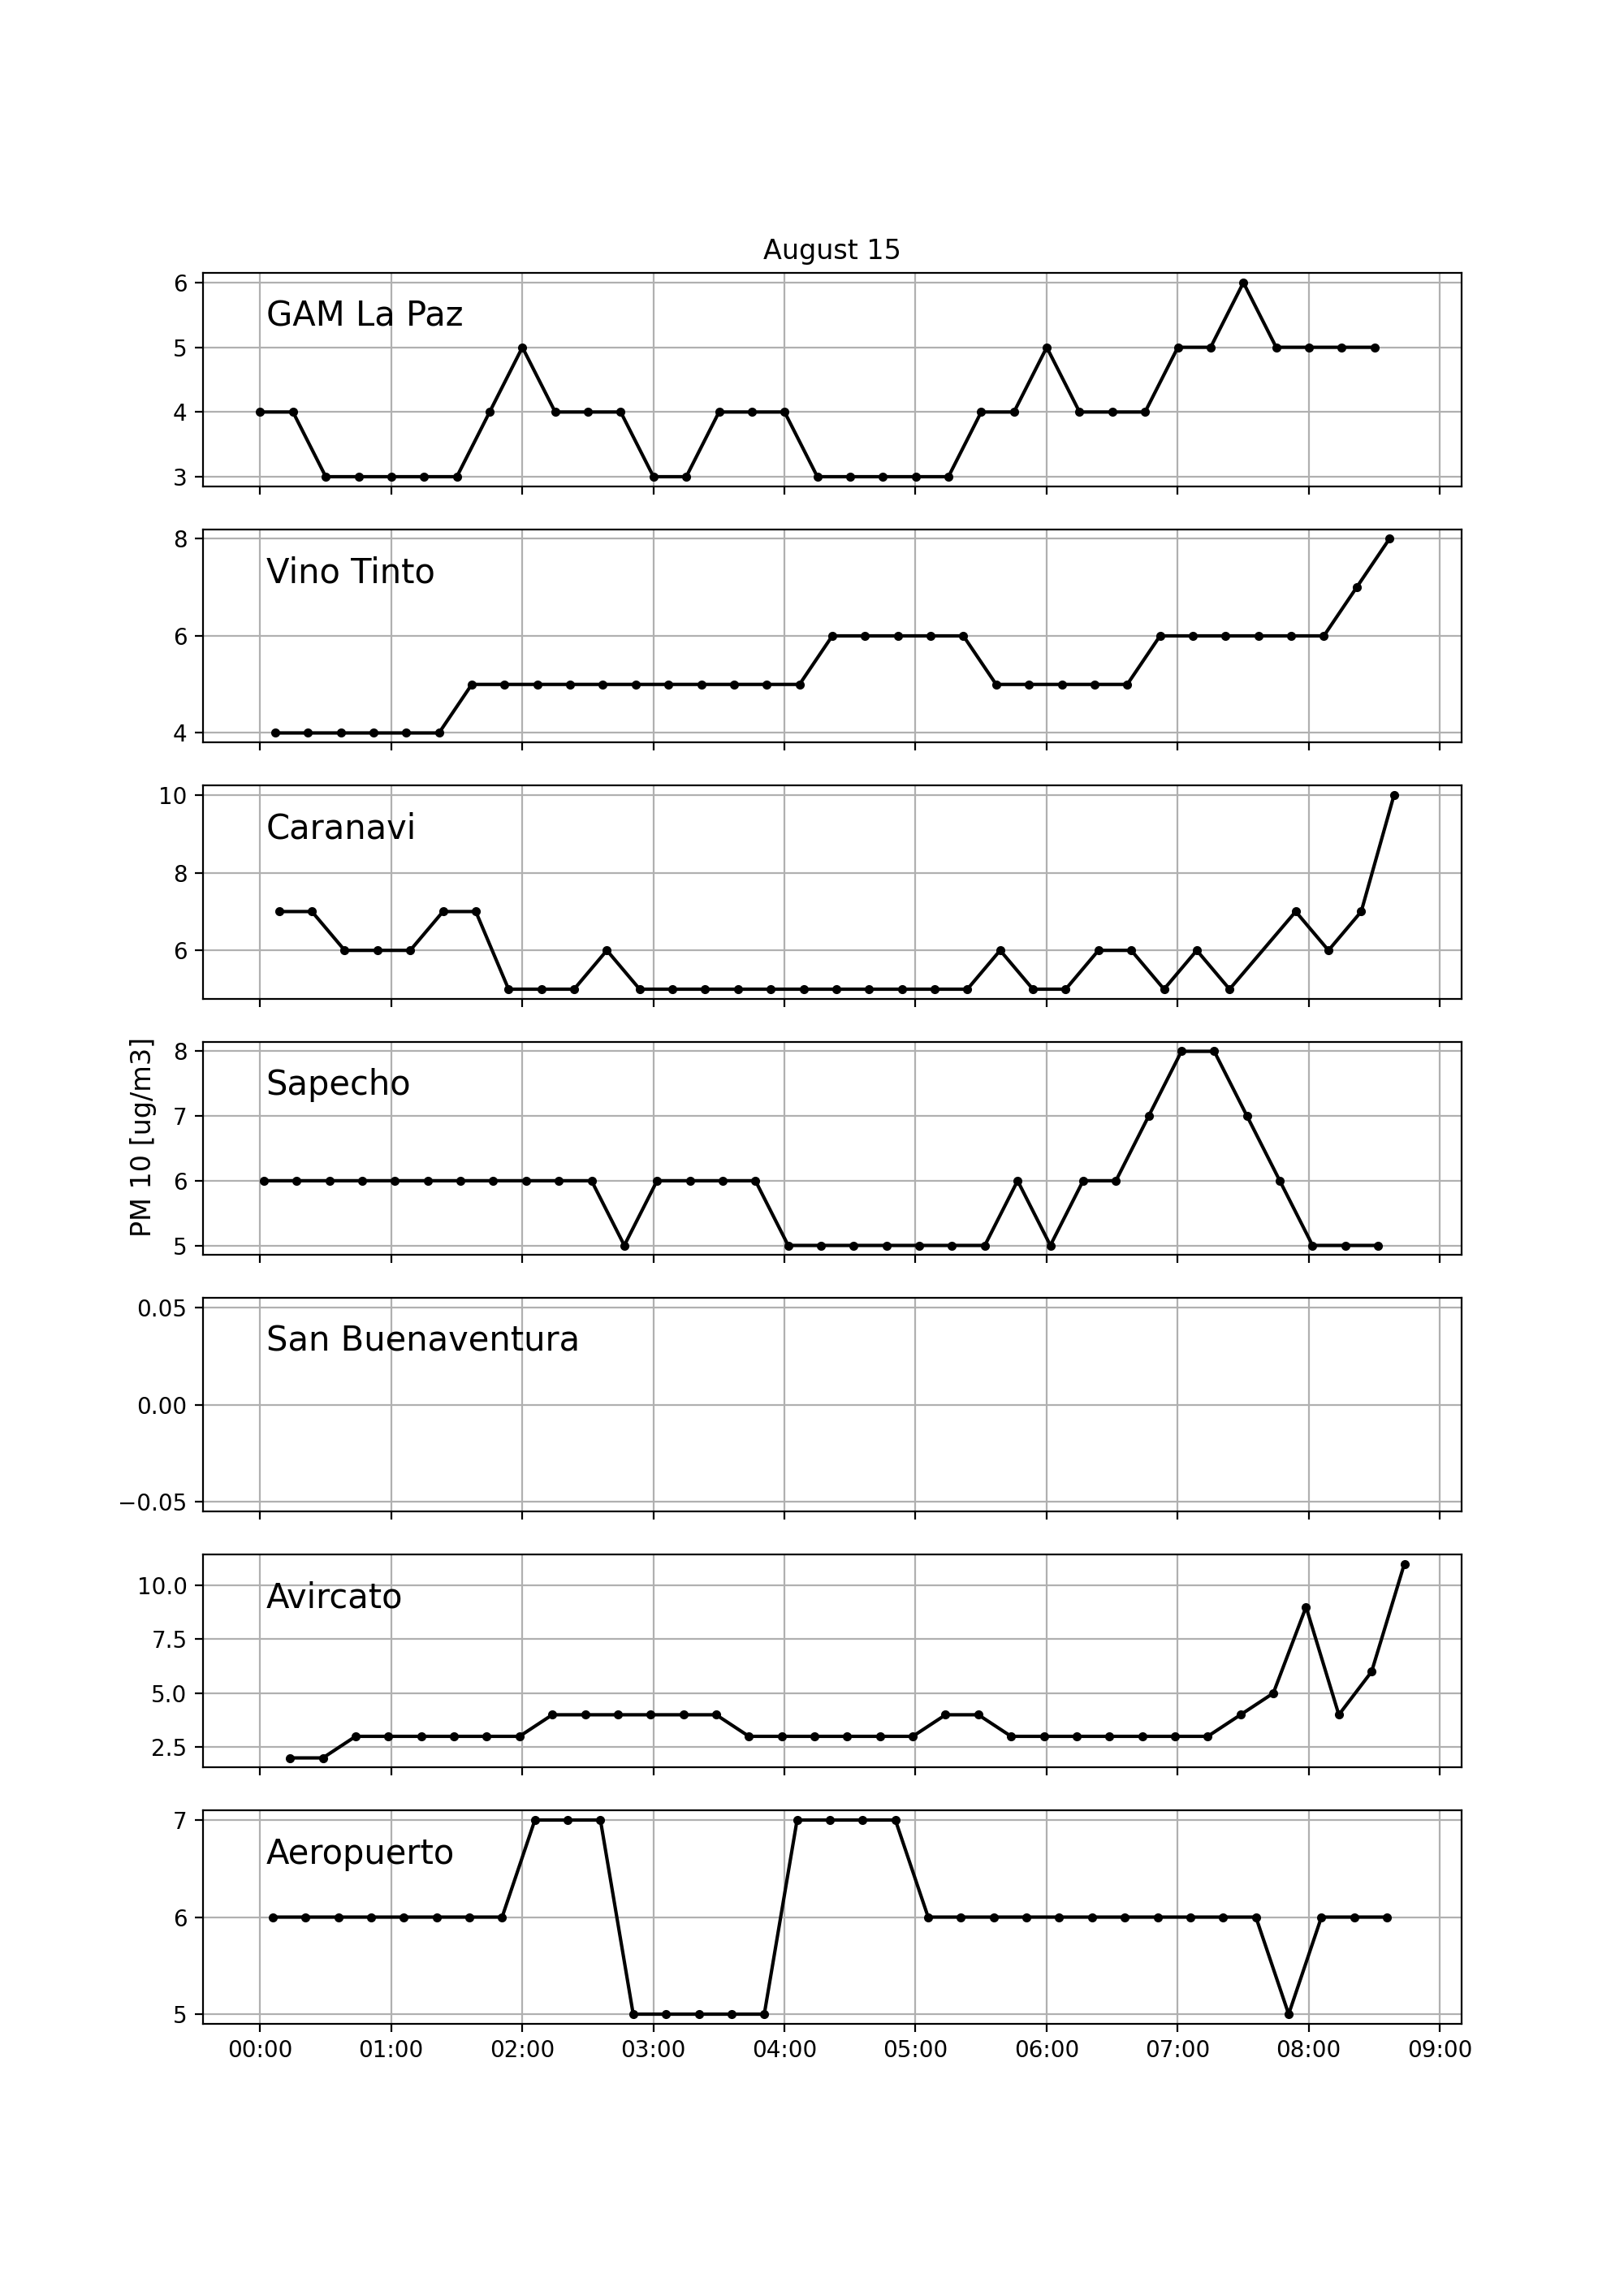 August 15
GAM La Paz
6
5
4
3
Vino Tinto
8
6
4
Caranavi
10
8
6
PM 10 [ug/m3]
Sapecho
8
7
6
5
San Buenaventura
0.05
0.00
−0.05
Avircato
10.0
7.5
5.0
2.5
Aeropuerto
7
6
5
00:00 01:00 02:00 03:00 04:00 05:00 06:00 07:00 08:00 09:00